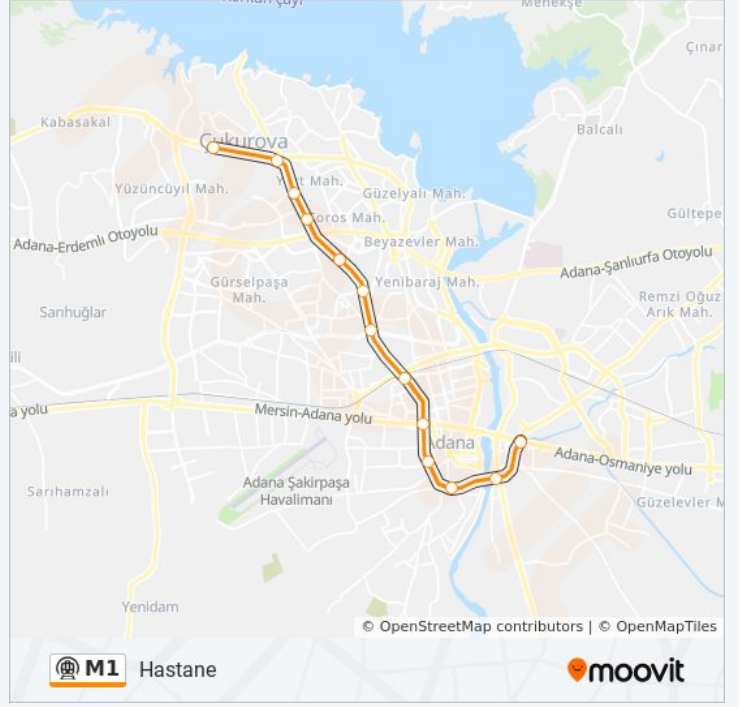 Menekşe
Çınar
Kabasakal
Çukurova
Balcalı
Yurt Mah.
Yüzüncüyıl Mah.
Güzelyalı Mah.
Toros Mah.
Gültepe
Adana-Erdemli Otoyolu
Beyazevler Mah.
Adana-Şanlıurfa Otoyolu
Gürselpaşa
Mah.
Yenibaraj Mah.
Remzi Oğuz
Arık Mah.
Sarıhuğlar
ili
a yolu
Mersin-Adana yolu
Adana
Adana-Osmaniye yolu
Adana Şakirpaşa
Havalimanı
Sarıhamzalı
Güzelevler M
Yenidam
© OpenStreetMap contributors | © OpenMapTiles
M1 Hastane
moovit